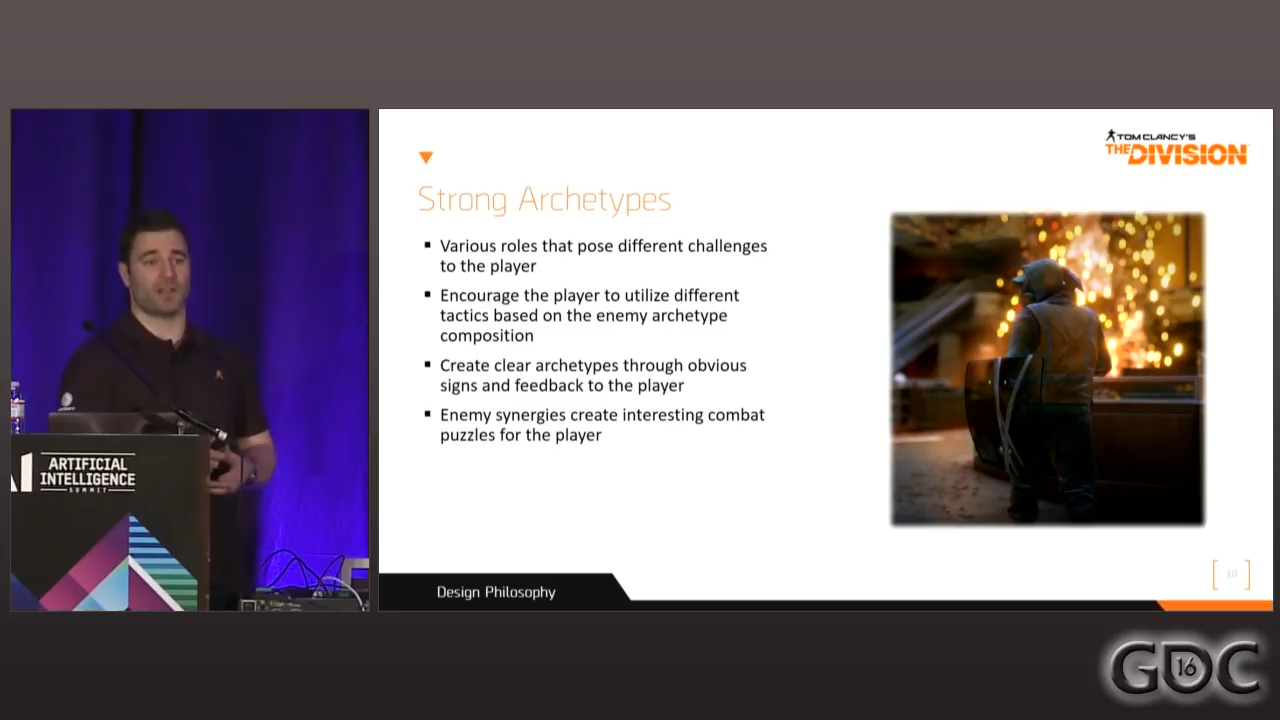 TOM CLANCY'S
THE DIVISION
Strong Archetypes
▪ Various roles that pose different challenges
to the player
▪ Encourage the player to utilize different
tactics based on the enemy archetype
composition
▪ Create clear archetypes through obvious
signs and feedback to the player
▪ Enemy synergies create interesting combat
puzzles for the player
AI
ARTIFICIAL
INTELLIGENCE
SUMMIT
Design Philosophy
10
GDC
16